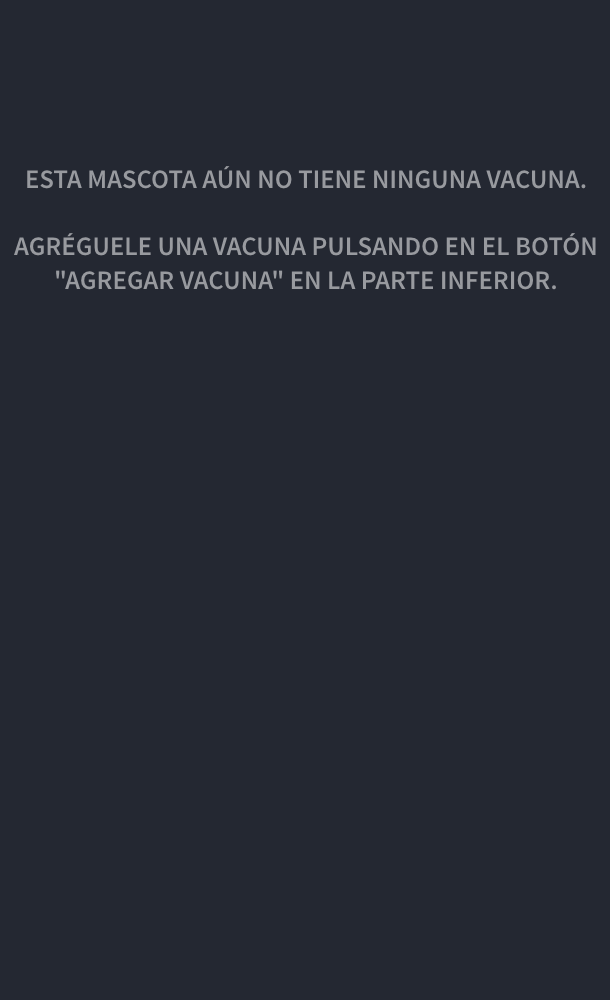 ESTA MASCOTA AÚN NO TIENE NINGUNA VACUNA.
AGRÉGUELE UNA VACUNA PULSANDO EN EL BOTÓN
"AGREGAR VACUNA" EN LA PARTE INFERIOR.